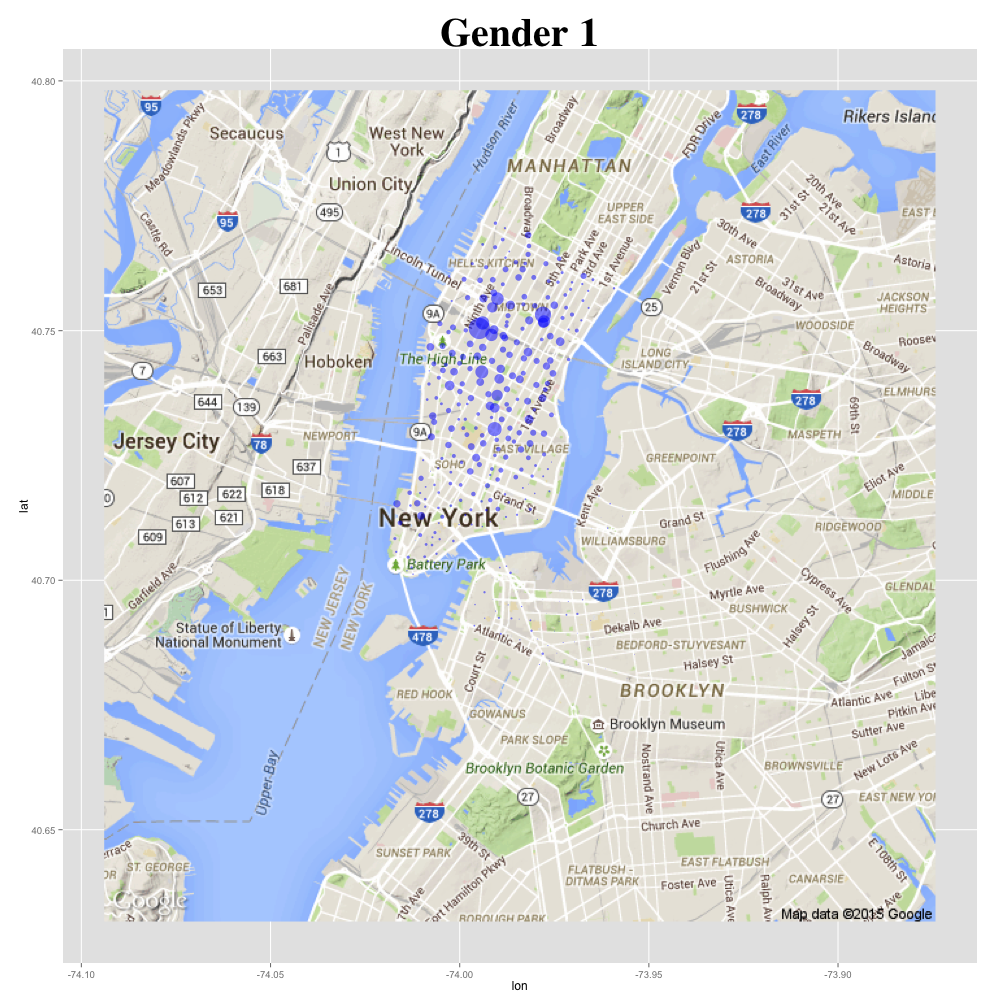 Gender 1
40.80
40.75
40.70
40.65
lat
-74.10
-74.05
-74.00
-73.95
-73.90
lon
95
Secaucus
West New
York
Meadowlands Pkwy
1
Union City
Hudson River
Broadway
MANHATTAN
FDR Drive
278
East River
Rikers Island
495
95
Castle Rd
Broadway
UPPER
EAST SIDE
278
20th Ave
21st Ave
31st St
30th Ave
ASTORIA
EAST E
Astoria
Lincoln Tunnel
HELL'S KITCHEN
5th Ave
Park Ave
3rd Ave
1st Avenue
Vernon Blvd
21st St
31st Ave
Broadway
653
681
Palisade Ave
9A
Ninth Ave
MIDTOWN
25
JACKSON
HEIGHTS
WOODSIDE
Roosev
663
Hoboken
The High Line
LONG
ISLAND CITY
Broadway
7
644
139
ELMHURS
278
69th St
1st Avenue
Jersey City
78
NEWPORT
9A
278
MASPETH
SOHO
EAST VILLAGE
GREENPOINT
607
612
622
618
637
Eliot Ave
MIDDLE
0
613
621
609
Grand St
Kent Ave
New York
Grand St
WILLIAMSBURG
RIDGEWOOD
Flushing Ave
Battery Park
Garfield Ave
NEW JERSEY
NEW YORK
278
Myrtle Ave
BUSHWICK
Cypress Ave
GLENDAL
1
Statue of Liberty
National Monument
478
Atlantic Ave
Dekalb Ave
BEDFORD-STUYVESANT
Halsey St
Halsey St
Jamaica
Court St
RED HOOK
BROOKLYN
Fulton S
Atlantic Ave
Libe
Pitkin Av
GOWANUS
Brooklyn Museum
Sutter Ave
PARK SLOPE
Upper Bay
Brooklyn Botanic Garden
Nostrand Ave
Utica Ave
BROWNSVILLE
New Lots Ave
278
27
27
EAST NEW YOR
Church Ave
39th St
SUNSET PARK
errace
ST. GEORGE
OR
EAST FLATBUSH
E 108th St
FLATBUSH -
DITMAS PARK
Foster Ave
CANARSIE
Fort Hamilton Pkwy
Utica Ave
Ralph Av
BOROUGH PARK
Google
Map data ©2015 Google